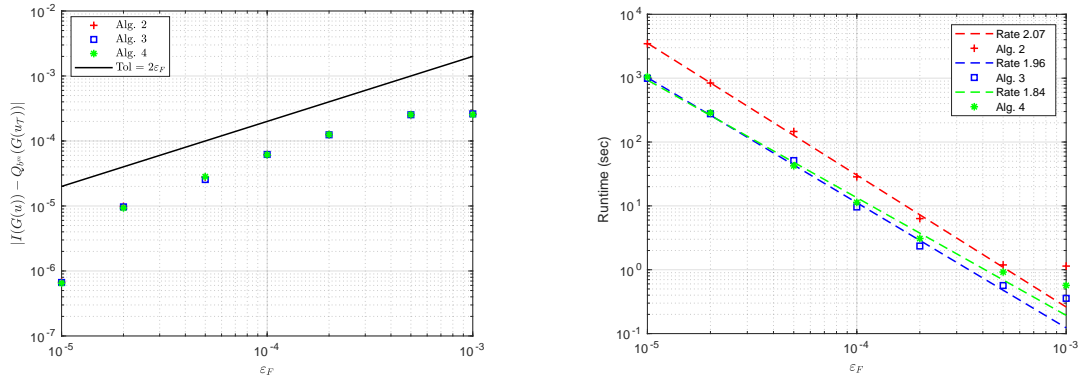 10^-2
10^-3
10^-4
10^-5
10^-6
10^-7
|I(G(u)) − Q_{b^m}(G(u_T))|
Alg. 2
Alg. 3
Alg. 4
Tol = 2ε_F
10^-5
10^-4
10^-3
ε_F
10^4
10^3
10^2
10^1
10^0
10^-1
Runtime (sec)
Rate 2.07
Alg. 2
Rate 1.96
Alg. 3
Rate 1.84
Alg. 4
10^-5
10^-4
10^-3
ε_F